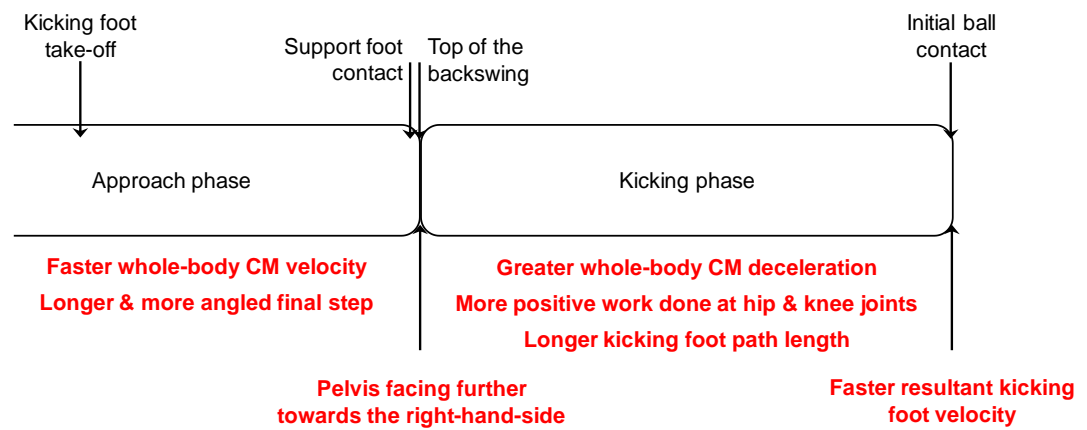 Kicking foot
take-off
Support foot
contact
Top of the
backswing
Initial ball
contact
Approach phase
Kicking phase
Faster whole-body CM velocity
Longer & more angled final step
Greater whole-body CM deceleration
More positive work done at hip & knee joints
Longer kicking foot path length
Pelvis facing further
towards the right-hand-side
Faster resultant kicking
foot velocity